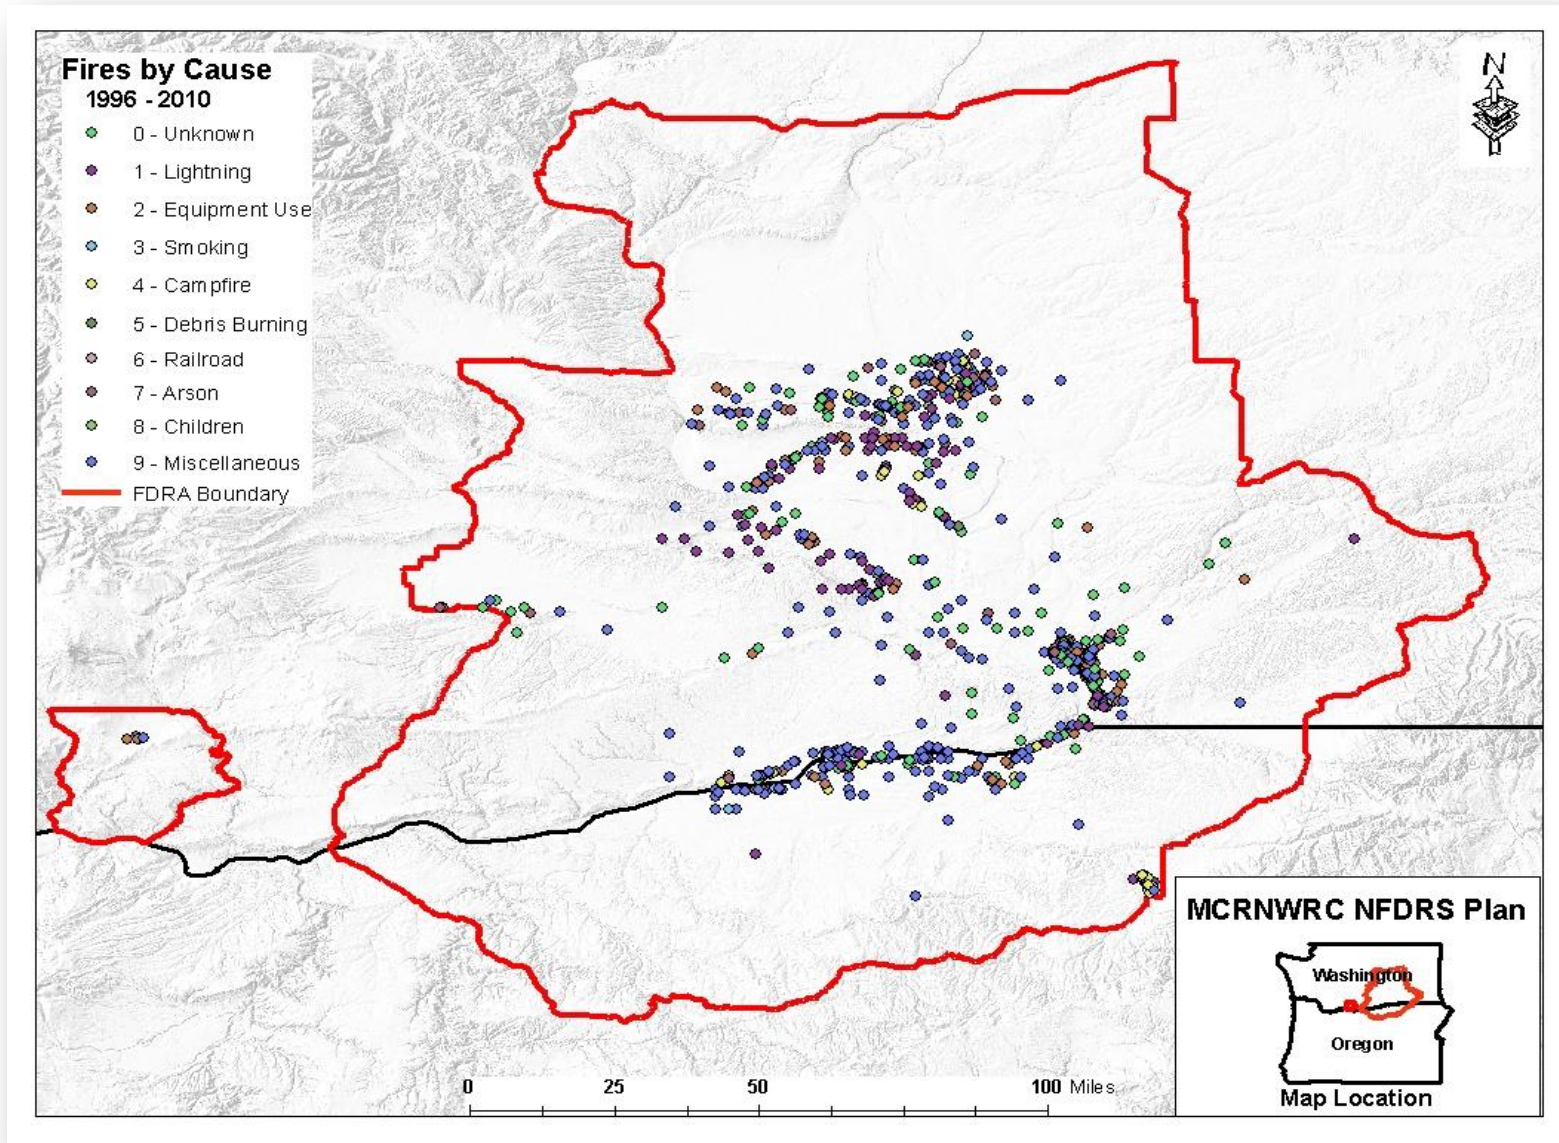 Fires by Cause
1996 - 2010
0 - Unknown
1 - Lightning
2 - Equipment Use
3 - Smoking
4 - Campfire
5 - Debris Burning
6 - Railroad
7 - Arson
8 - Children
9 - Miscellaneous
FDRA Boundary
N
MCRNWRC NFDRS Plan
Washington
Oregon
Map Location
0 25 50 100 Miles